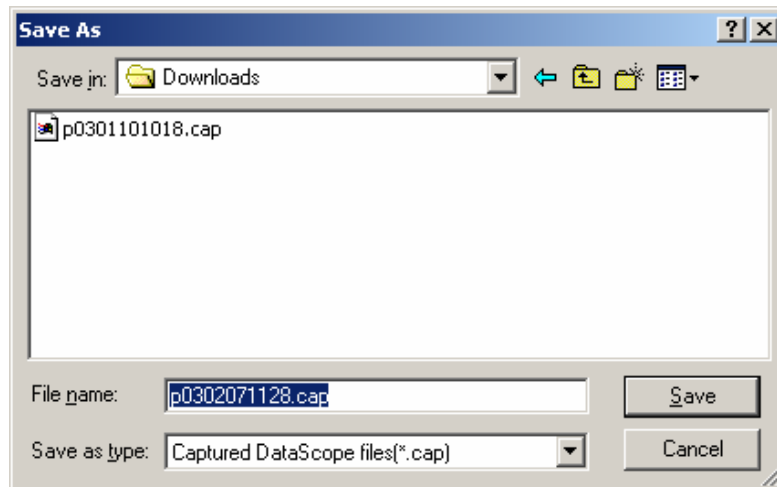 Save As
Save in: Downloads
p0301101018.cap
File name: p0302071128.cap Save
Save as type: Captured DataScope files(*.cap) Cancel